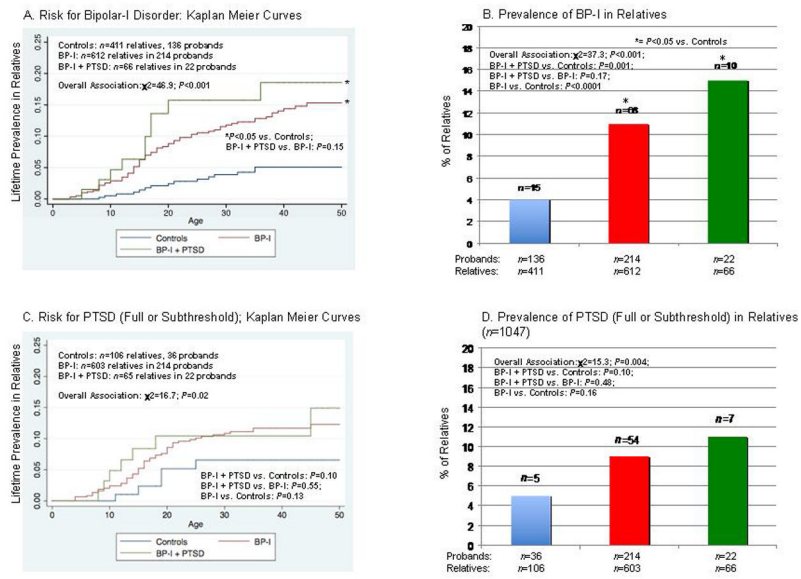 A. Risk for Bipolar-I Disorder: Kaplan Meier Curves
Lifetime Prevalence in Relatives
0.25
0.20
0.15
0.10
0.05
0.00
Controls: n=411 relatives, 136 probands
BP-I: n=612 relatives in 214 probands
BP-I + PTSD: n=66 relatives in 22 probands
Overall Association: χ2=46.9; P<0.001
*
*
*P<0.05 vs. Controls;
BP-I + PTSD vs. BP-I: P=0.15
0 10 20 30 40 50
Age
Controls
BP-I
BP-I + PTSD
B. Prevalence of BP-I in Relatives
% of Relatives
20
18
16
14
12
10
8
6
4
2
0
*= P<0.05 vs. Controls
Overall Association: χ2=37.3; P<0.001;
BP-I + PTSD vs. Controls: P=0.001;
BP-I + PTSD vs. BP-I: P=0.17;
BP-I vs. Controls: P<0.0001
n=15
*
n=66
*
n=10
Probands: n=136 n=214 n=22
Relatives: n=411 n=612 n=66
C. Risk for PTSD (Full or Subthreshold); Kaplan Meier Curves
Lifetime Prevalence in Relatives
0.25
0.20
0.15
0.10
0.05
0.00
Controls: n=106 relatives, 36 probands
BP-I: n=603 relatives in 214 probands
BP-I + PTSD: n=65 relatives in 22 probands
Overall Association: χ2=16.7; P=0.02
BP-I + PTSD vs. Controls: P=0.10
BP-I + PTSD vs. BP-I: P=0.55;
BP-I vs. Controls: P=0.13
0 10 20 30 40 50
Age
Controls
BP-I
BP-I + PTSD
D. Prevalence of PTSD (Full or Subthreshold) in Relatives
(n=1047)
% of Relatives
20
18
16
14
12
10
8
6
4
2
0
Overall Association: χ2=15.3; P=0.004;
BP-I + PTSD vs. Controls: P=0.10;
BP-I + PTSD vs. BP-I: P=0.48;
BP-I vs. Controls: P=0.16
n=5
n=54
n=7
Probands: n=36 n=214 n=22
Relatives: n=106 n=603 n=66